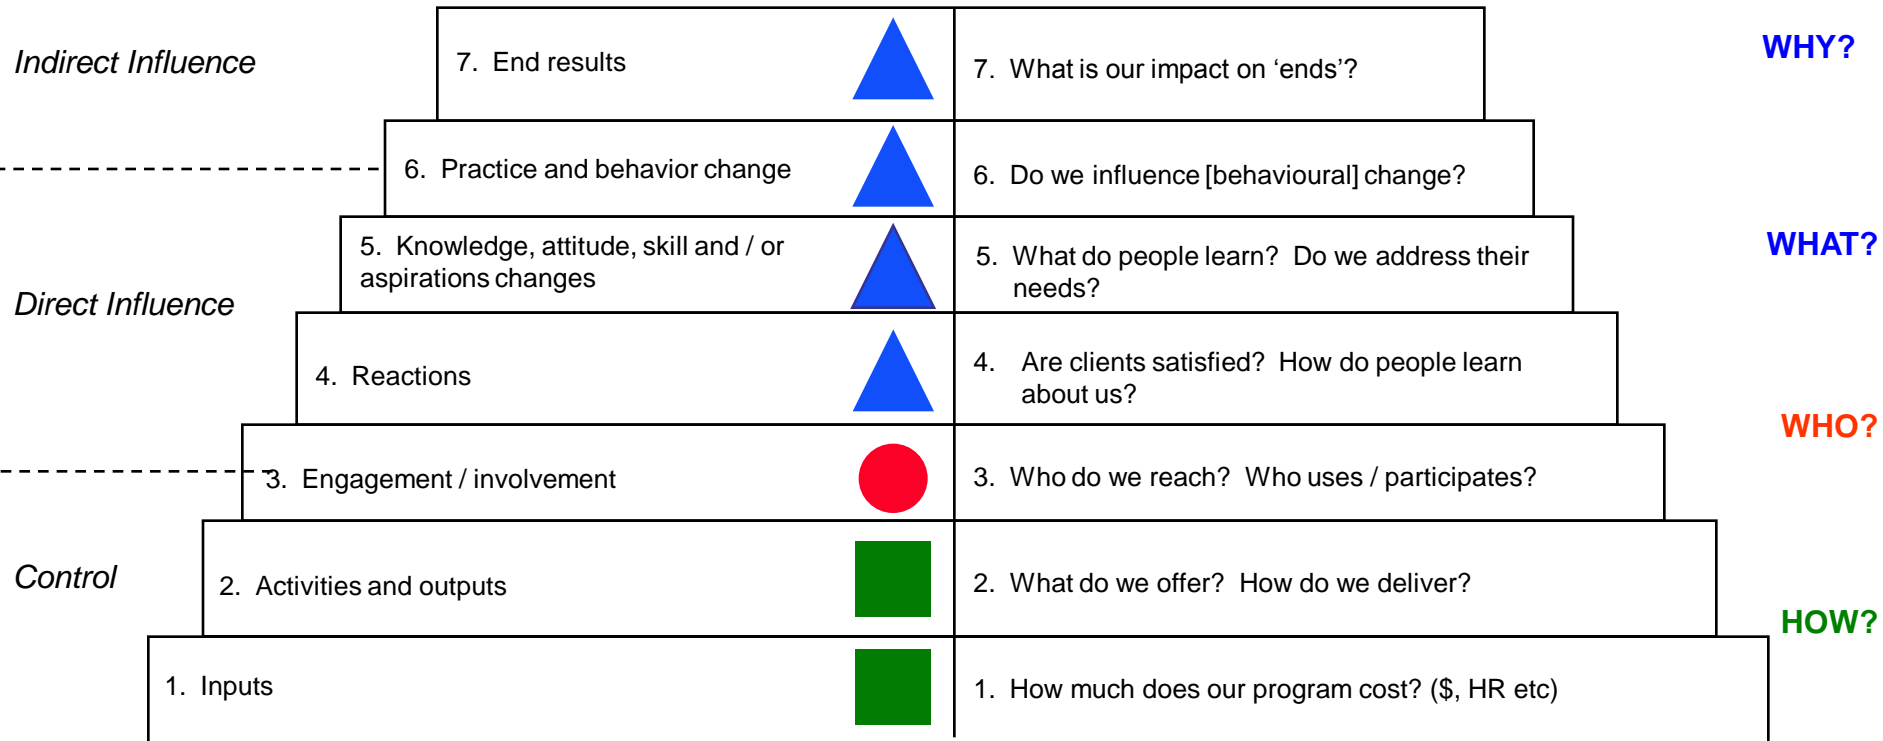 Indirect Influence
7. End results
7. What is our impact on ‘ends’?
WHY?
6. Practice and behavior change
6. Do we influence [behavioural] change?
5. Knowledge, attitude, skill and / or
aspirations changes
5. What do people learn? Do we address their
needs?
WHAT?
Direct Influence
4. Reactions
4. Are clients satisfied? How do people learn
about us?
WHO?
3. Engagement / involvement
3. Who do we reach? Who uses / participates?
Control
2. Activities and outputs
2. What do we offer? How do we deliver?
HOW?
1. Inputs
1. How much does our program cost? ($, HR etc)